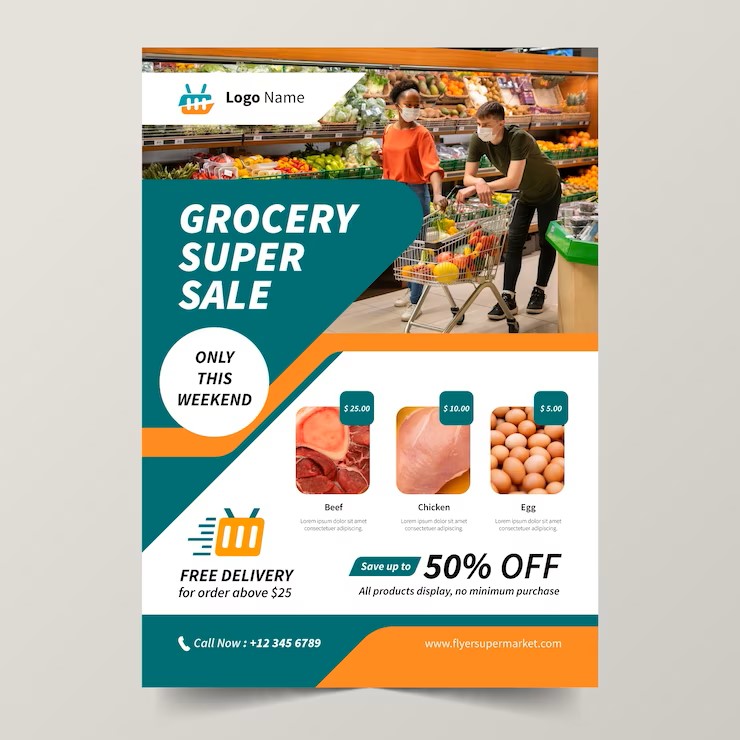 Logo Name
GROCERY
SUPER
SALE
ONLY
THIS
WEEKEND
$ 25.00
$ 10.00
$ 5.00
Beef
Chicken
Egg
Lorem ipsum dolor sit amet
consectetuer adipiscing.
Lorem ipsum dolor sit amet
consectetuer adipiscing.
Lorem ipsum dolor sit amet
consectetuer adipiscing.
FREE DELIVERY
for order above $25
Save up to
50% OFF
All products display, no minimum purchase
Call Now : +12 345 6789
www.flyersupermarket.com